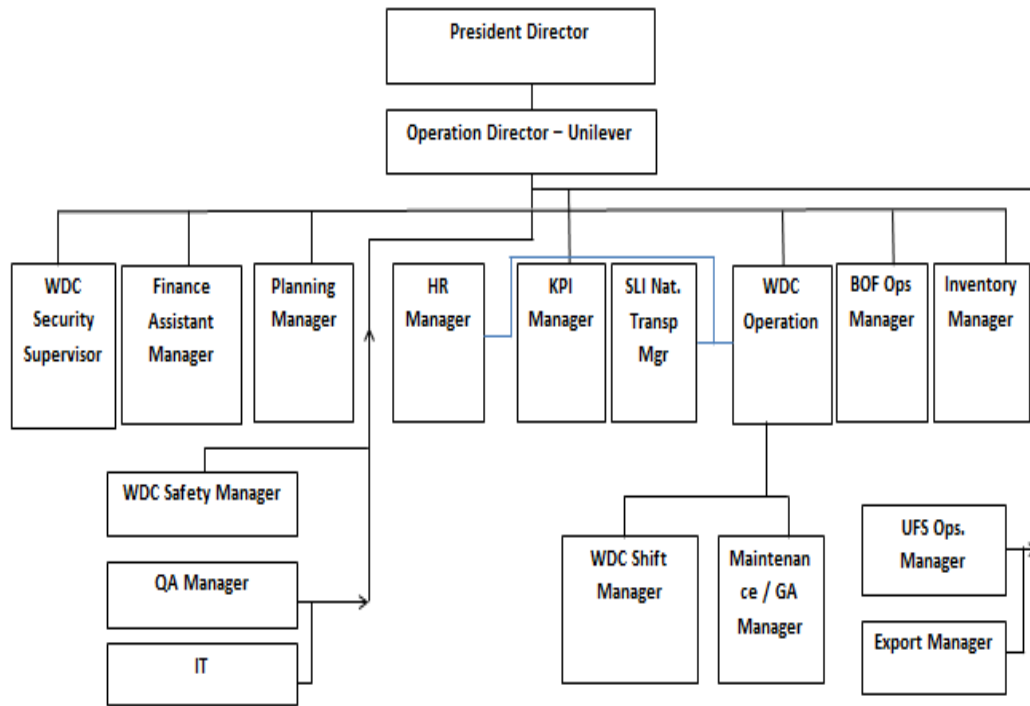 President Director
Operation Director – Unilever
WDC
Security
Supervisor
Finance
Assistant
Manager
Planning
Manager
HR
Manager
KPI
Manager
SLI Nat.
Transp
Mgr
WDC
Operation
BOF Ops
Manager
Inventory
Manager
WDC Safety Manager
QA Manager
IT
WDC Shift
Manager
Maintenan
ce / GA
Manager
UFS Ops.
Manager
Export Manager